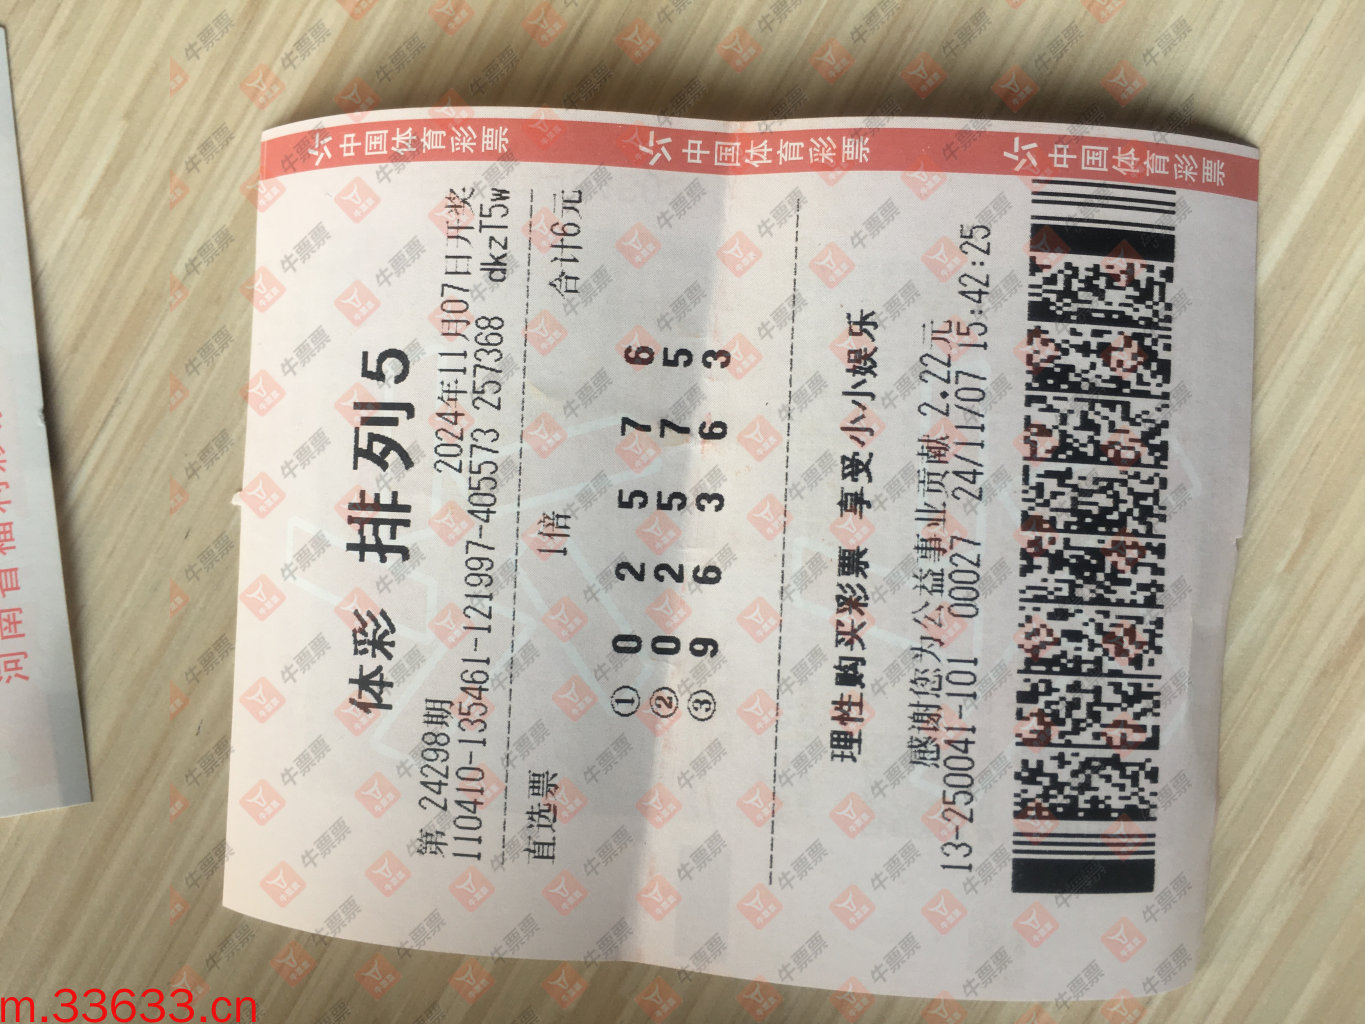 中国体育彩票 中国体育彩票 中国体育彩票
体彩 排列5
第 24298期 2024年11月07日开奖
110410-135461-121997-405573 257368 dkzT5w
直选票 1倍 合计6元
① 0 2 5 7 6
② 0 2 5 7 5
③ 9 6 3 6 3
理性购买彩票 享受小小娱乐
感谢您为公益事业贡献 2.22元
13-250041-101 00027 24/11/07 15:42:25
牛票票
m.33633.cn